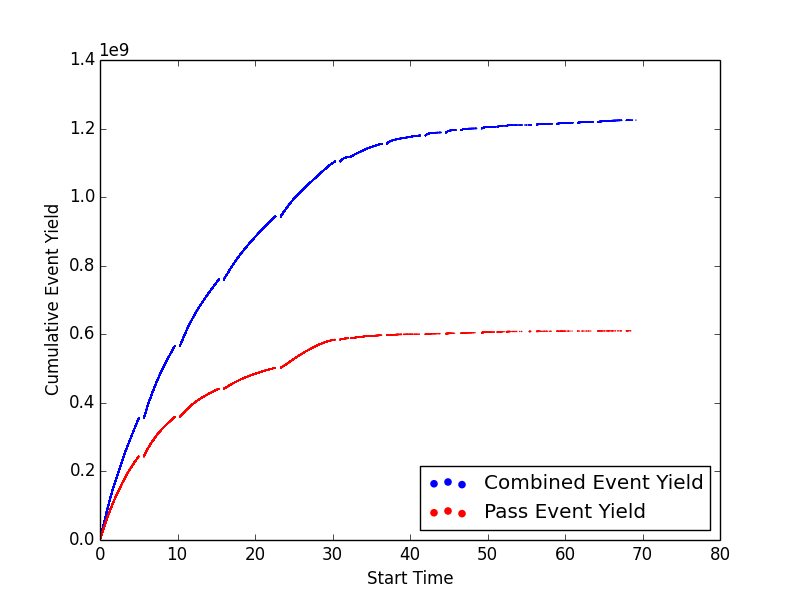 1e9
1.4
1.2
1.0
0.8
0.6
0.4
0.2
0.0
Cumulative Event Yield
0 10 20 30 40 50 60 70 80
Start Time
Combined Event Yield
Pass Event Yield